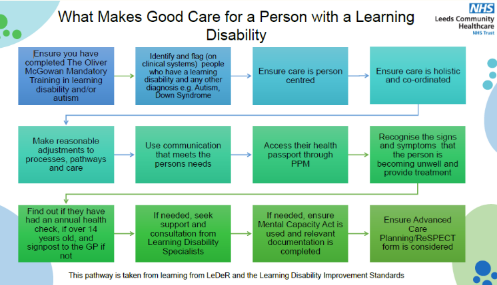 What Makes Good Care for a Person with a Learning
Disability
NHS
Leeds Community
Healthcare
NHS Trust
Ensure you have
completed The Oliver
McGowan Mandatory
Training in learning
disability and/or
autism
Identify and flag (on
clinical systems) people
who have a learning
disability and any other
diagnosis e.g. Autism,
Down Syndrome
Ensure care is person
centred
Ensure care is holistic
and co-ordinated
Make reasonable
adjustments to
processes, pathways
and care
Use communication
that meets the
persons needs
Access their health
passport through
PPM
Recognise the signs
and symptoms that
the person is
becoming unwell and
provide treatment
Find out if they have
had an annual health
check, if over 14
years old, and
signpost to the GP if
not
If needed, seek
support and
consultation from
Learning Disability
Specialists
If needed, ensure
Mental Capacity Act is
used and relevant
documentation is
completed
Ensure Advanced
Care
Planning/ReSPECT
form is considered
This pathway is taken from learning from LeDeR and the Learning Disability Improvement Standards